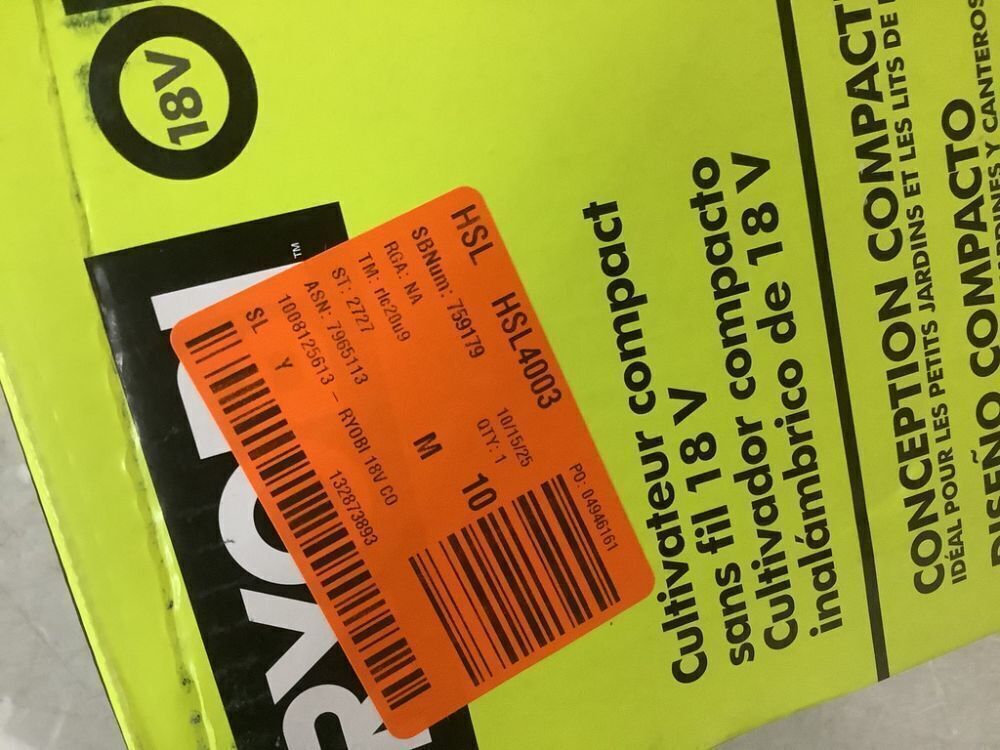 18V
RYOBI
TM
HSL HSL4003
SBNum: 759179
RGA: NA
TM: rlc20u9
ST: 2727
ASN: 7965113
1008125613 - RYOBI 18V CO
SL Y
132873893
M 10
10/15/25
QTY: 1
PO: 04946161
Cultivateur compact
sans fil 18 V
Cultivador compacto
inalámbrico de 18 V
CONCEPTION COMPACT
IDÉAL POUR LES PETITS JARDINS ET LES LITS DE
DISEÑO COMPACTO
Y CANTEROS